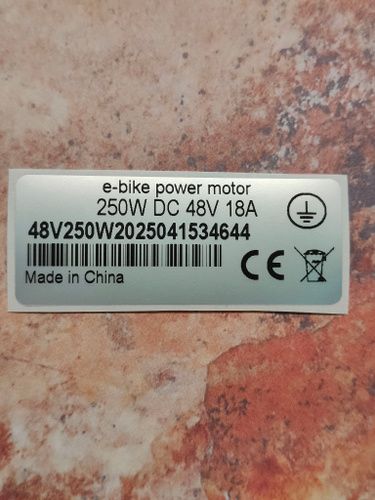 e-bike power motor
250W DC 48V 18A
48V250W2025041534644
CE
Made in China